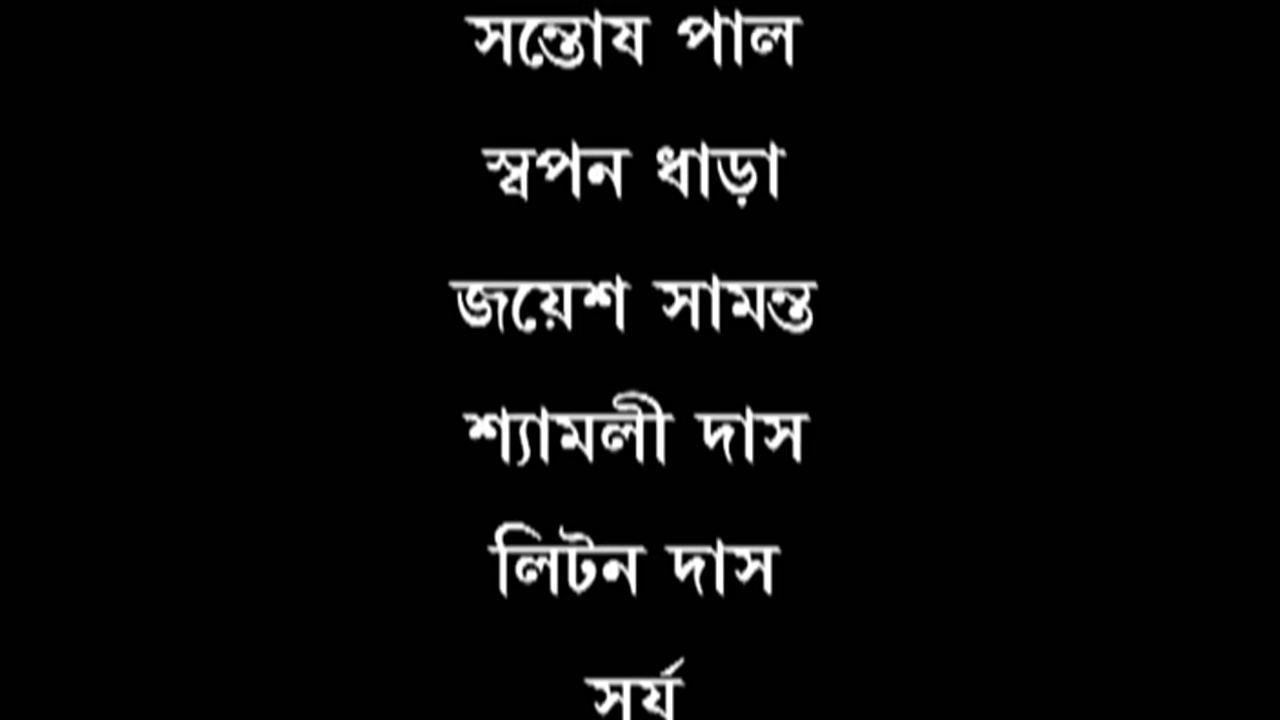 সন্তোষ পাল
স্বপন ধাড়া
জয়েশ সামন্ত
শ্যামলী দাস
লিটন দাস